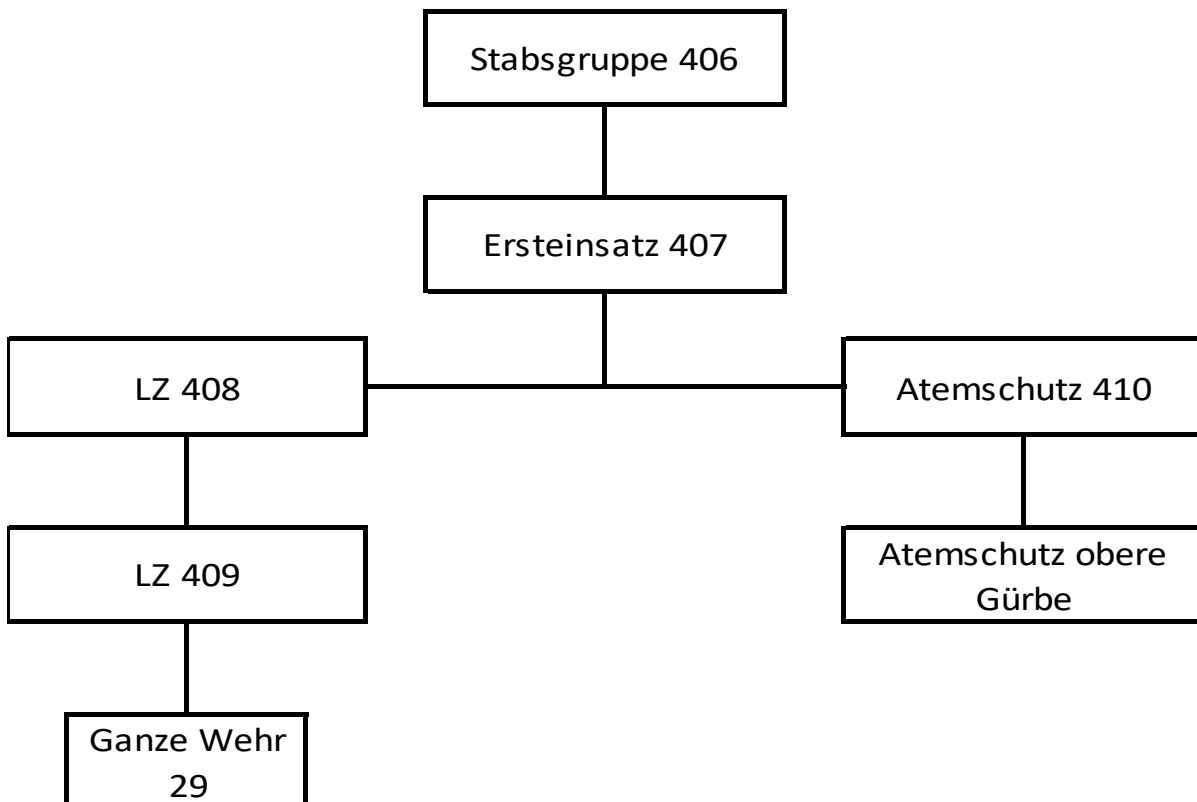 Stabsgruppe 406
Ersteinsatz 407
LZ 408
Atemschutz 410
LZ 409
Atemschutz obere
Gürbe
Ganze Wehr
29